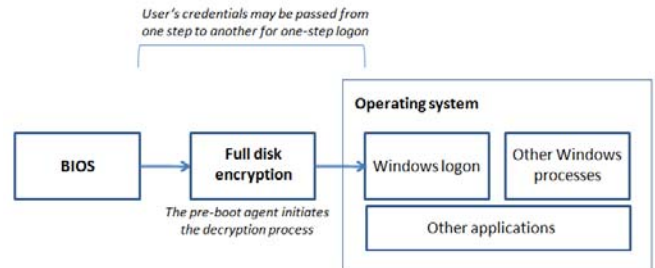 User's credentials may be passed from
one step to another for one-step logon
Operating system
BIOS
Full disk
encryption
Windows logon
Other Windows
processes
The pre-boot agent initiates
the decryption process
Other applications